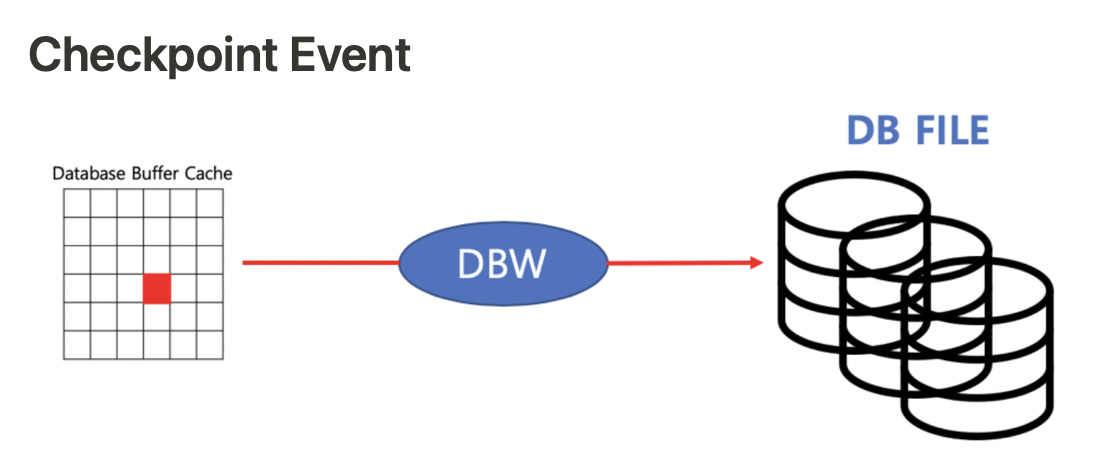 Checkpoint Event
DB FILE
Database Buffer Cache
DBW